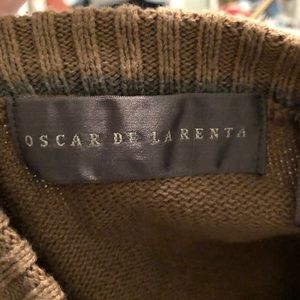 OSCAR DE LA RENTA